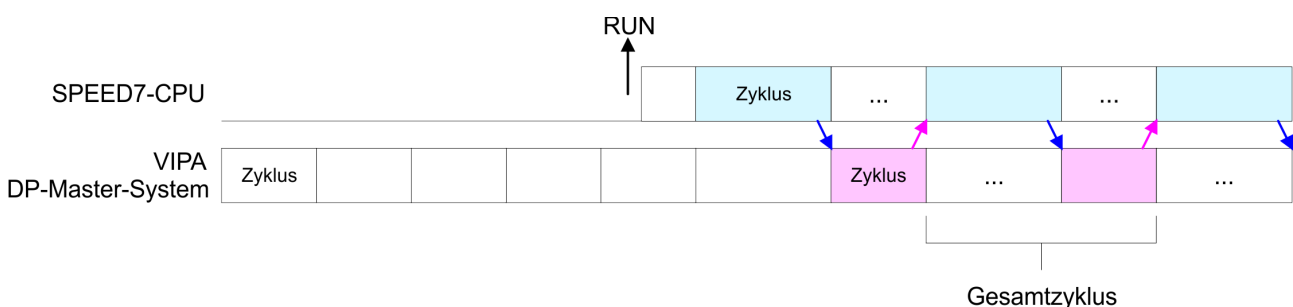 RUN
SPEED7-CPU
Zyklus
...
...
VIPA
DP-Master-System
Zyklus
Zyklus
...
...
Gesamtzyklus